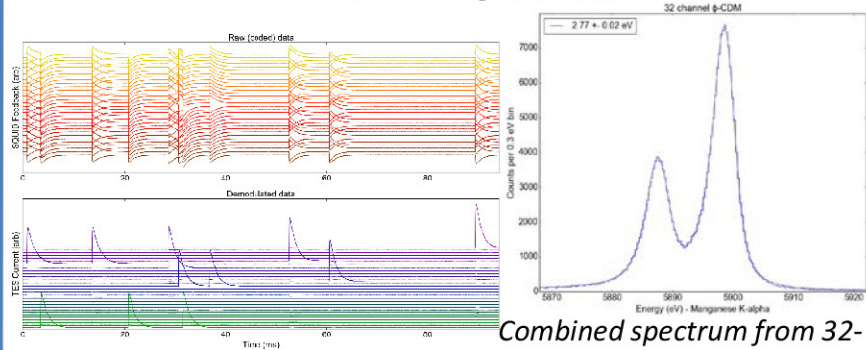 Raw (coded) data
SQUID Feedback (arb)
0 20 40 60 80
Demodulated data
TES Current (arb)
0 20 40 60 80
Time (ms)
32 channel ϕ-CDM
2.77 +- 0.02 eV
Counts per 0.3 eV bin
7000
6000
5000
4000
3000
2000
1000
0
5870 5880 5890 5900 5910 5920
Energy (eV) - Manganese K-alpha
Combined spectrum from 32-